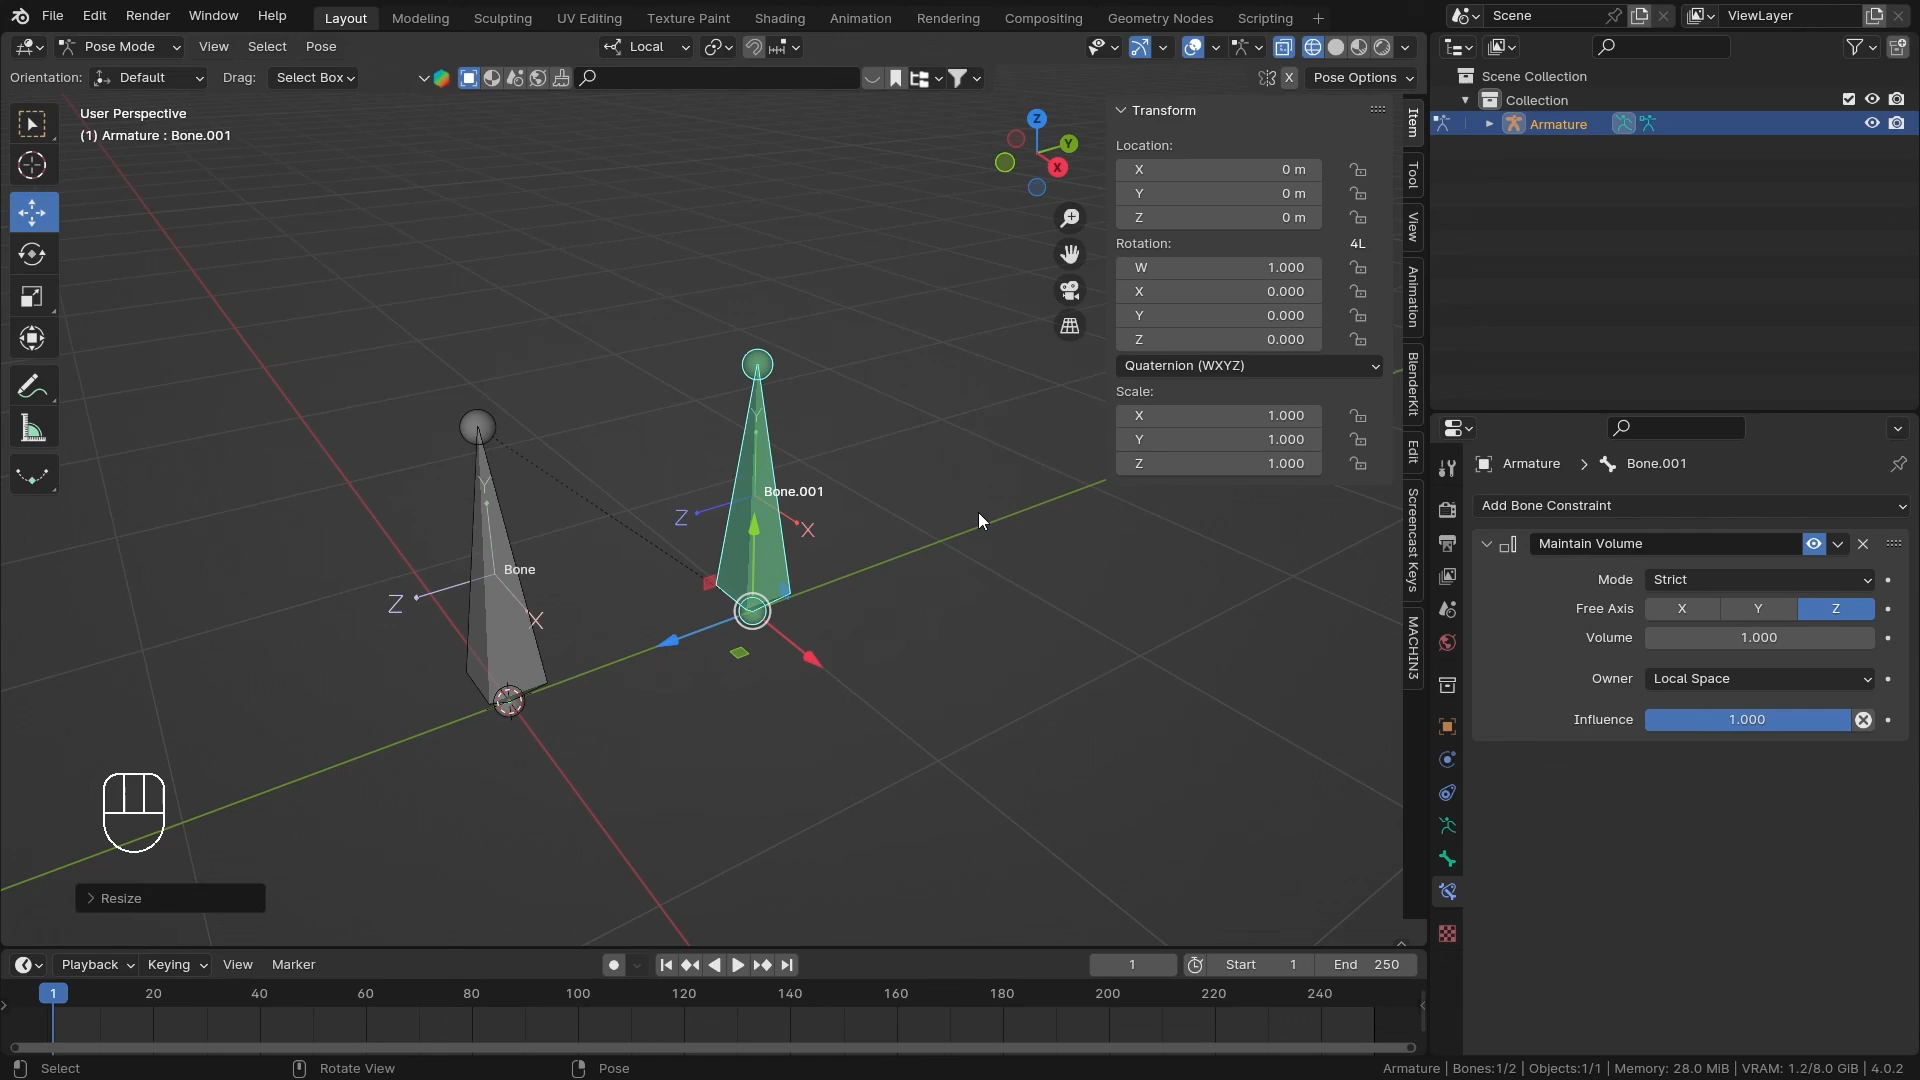 File Edit Render Window Help Layout Modeling Sculpting UV Editing Texture Paint Shading Animation Rendering Compositing Geometry Nodes Scripting + Scene ViewLayer
Pose Mode View Select Pose Local
Orientation: Default Drag: Select Box X Pose Options
User Perspective
(1) Armature : Bone.001
Z
Y
X
Bone.001
Z
X
Y
Bone
Z
X
Y
Resize
Transform
Location:
X 0 m
Y 0 m
Z 0 m
Rotation: 4L
W 1.000
X 0.000
Y 0.000
Z 0.000
Quaternion (WXYZ)
Scale:
X 1.000
Y 1.000
Z 1.000
Item
Tool
View
Animation
BlenderKit
Edit
Screencast Keys
MACHIN3
Scene Collection
Collection
Armature
Armature > Bone.001
Add Bone Constraint
Maintain Volume
Mode Strict
Free Axis X Y Z
Volume 1.000
Owner Local Space
Influence 1.000
Playback Keying View Marker 1 Start 1 End 250
1 20 40 60 80 100 120 140 160 180 200 220 240
Select Rotate View Pose Armature | Bones:1/2 | Objects:1/1 | Memory: 28.0 MiB | VRAM: 1.2/8.0 GiB | 4.0.2